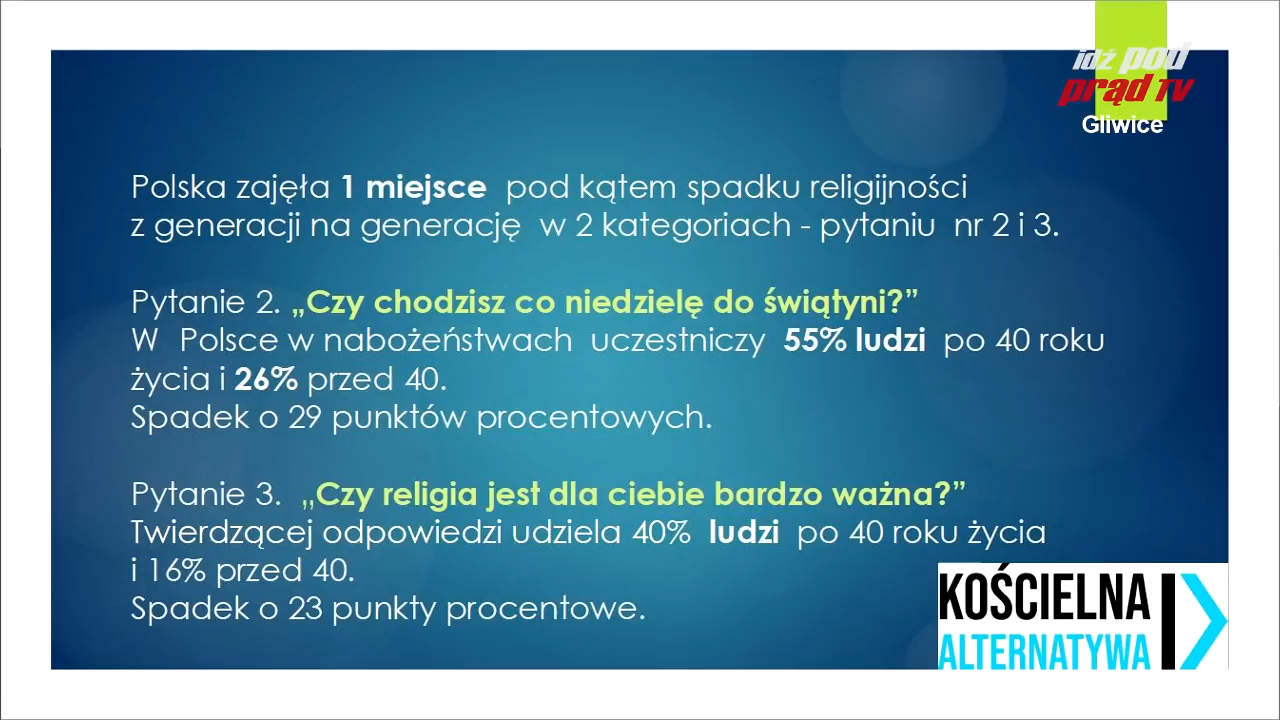 idź pod
prąd TV
Gliwice
Polska zajęła 1 miejsce pod kątem spadku religijności
z generacji na generację w 2 kategoriach - pytaniu nr 2 i 3.
Pytanie 2. „Czy chodzisz co niedzielę do świątyni?”
W Polsce w nabożeństwach uczestniczy 55% ludzi po 40 roku
życia i 26% przed 40.
Spadek o 29 punktów procentowych.
Pytanie 3. „Czy religia jest dla ciebie bardzo ważna?”
Twierdzącej odpowiedzi udziela 40% ludzi po 40 roku życia
i 16% przed 40.
Spadek o 23 punkty procentowe.
KOŚCIELNA
ALTERNATYWA